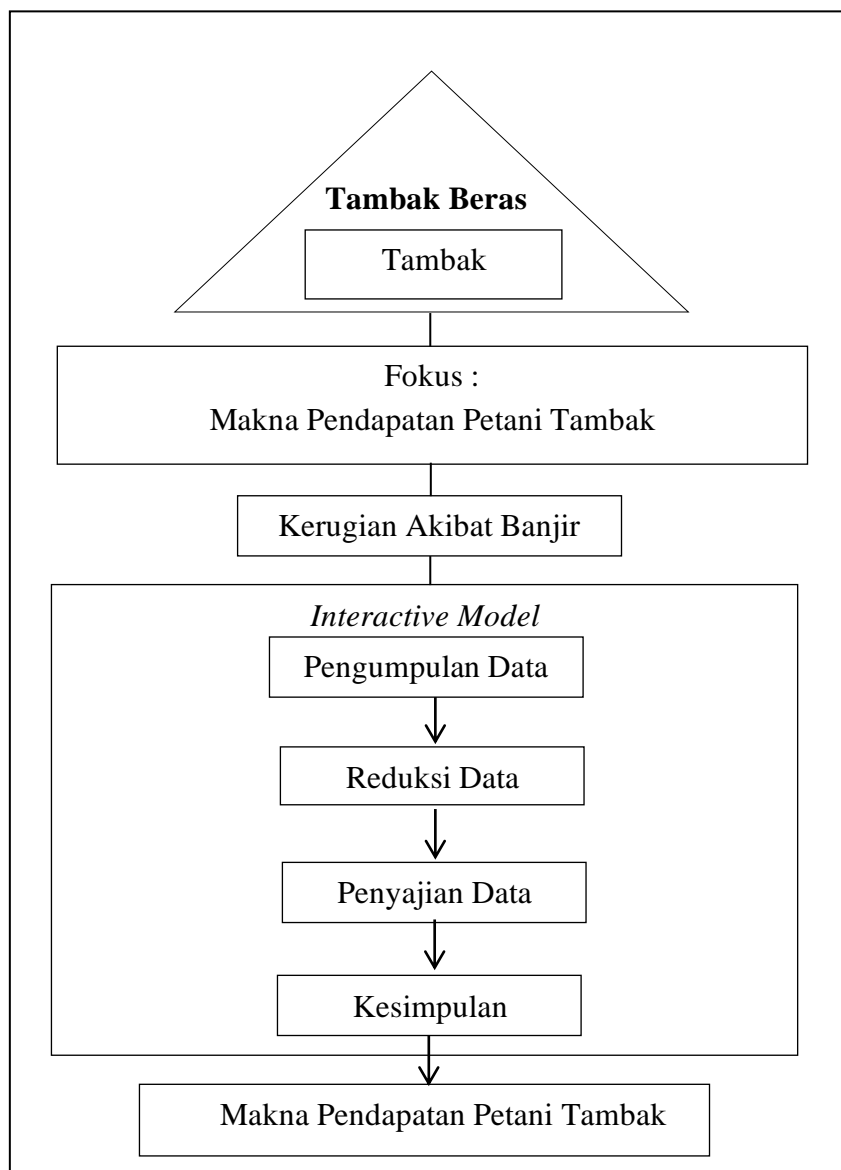 Tambak Beras
Tambak
Fokus :
Makna Pendapatan Petani Tambak
Kerugian Akibat Banjir
Interactive Model
Pengumpulan Data
Reduksi Data
Penyajian Data
Kesimpulan
Makna Pendapatan Petani Tambak